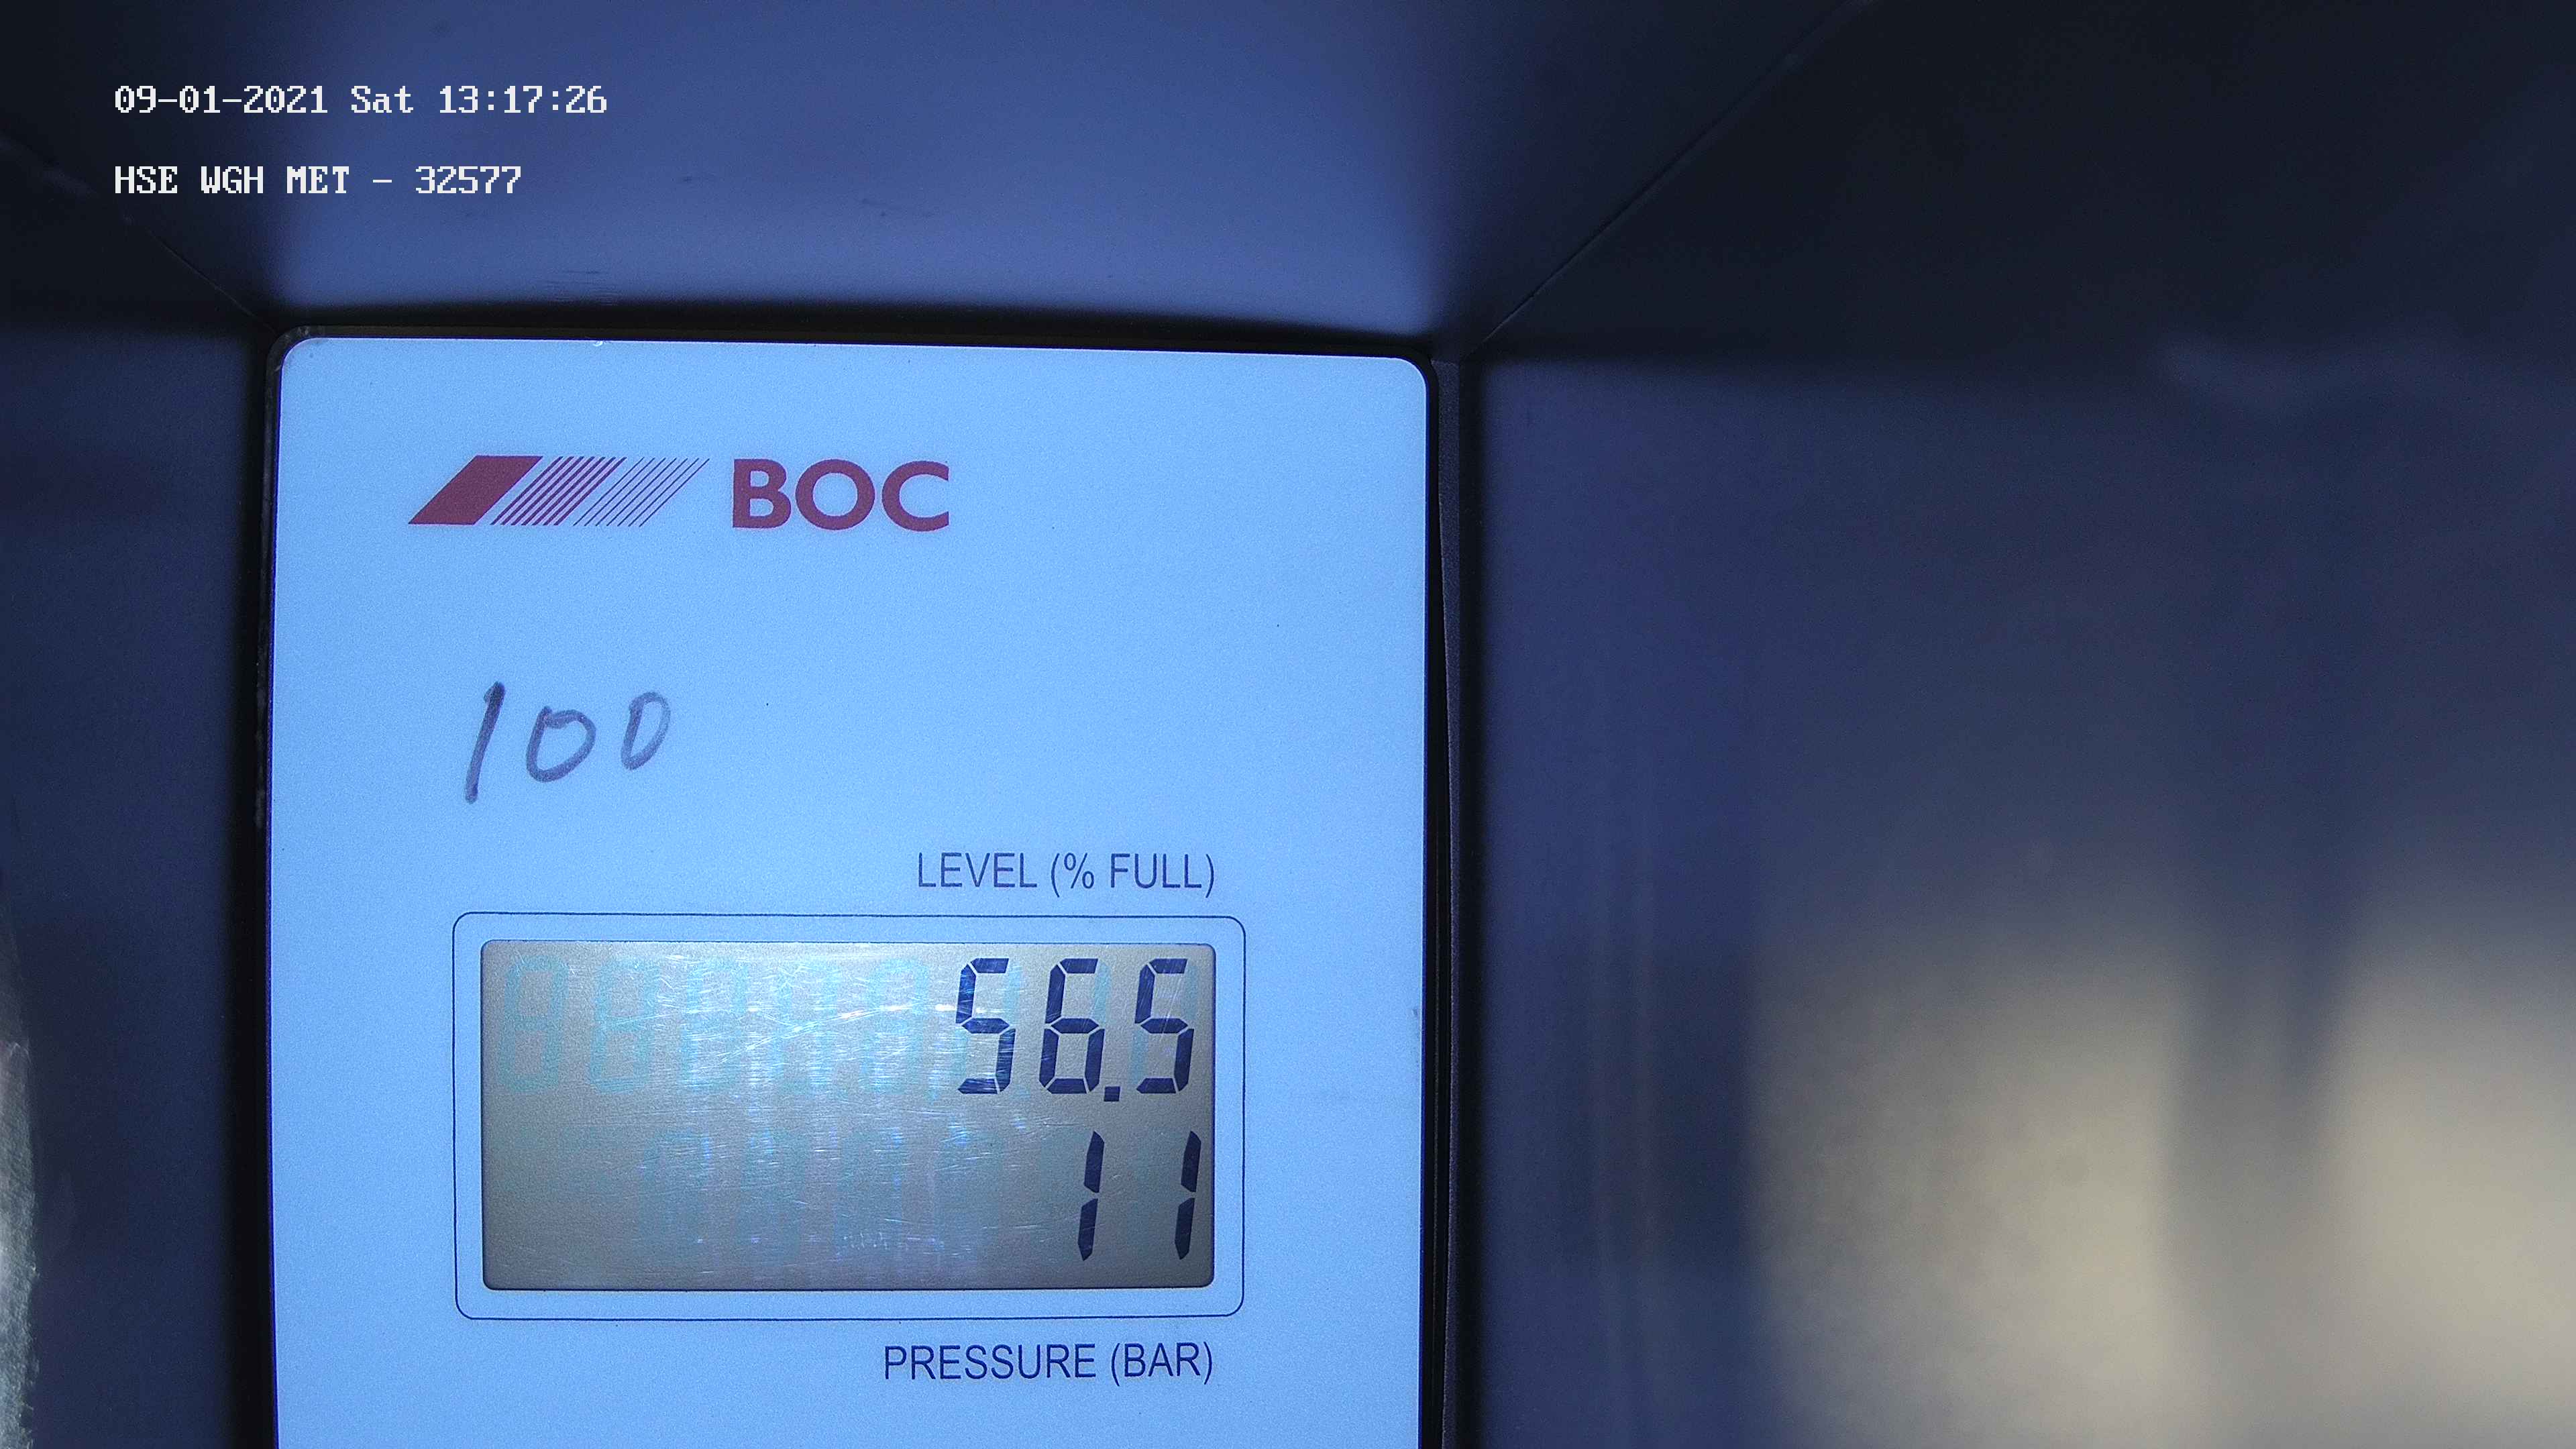 09-01-2021 Sat 13:17:26
HSE WGH MET - 32577
BOC
100
LEVEL (% FULL)
56.5
11
PRESSURE (BAR)